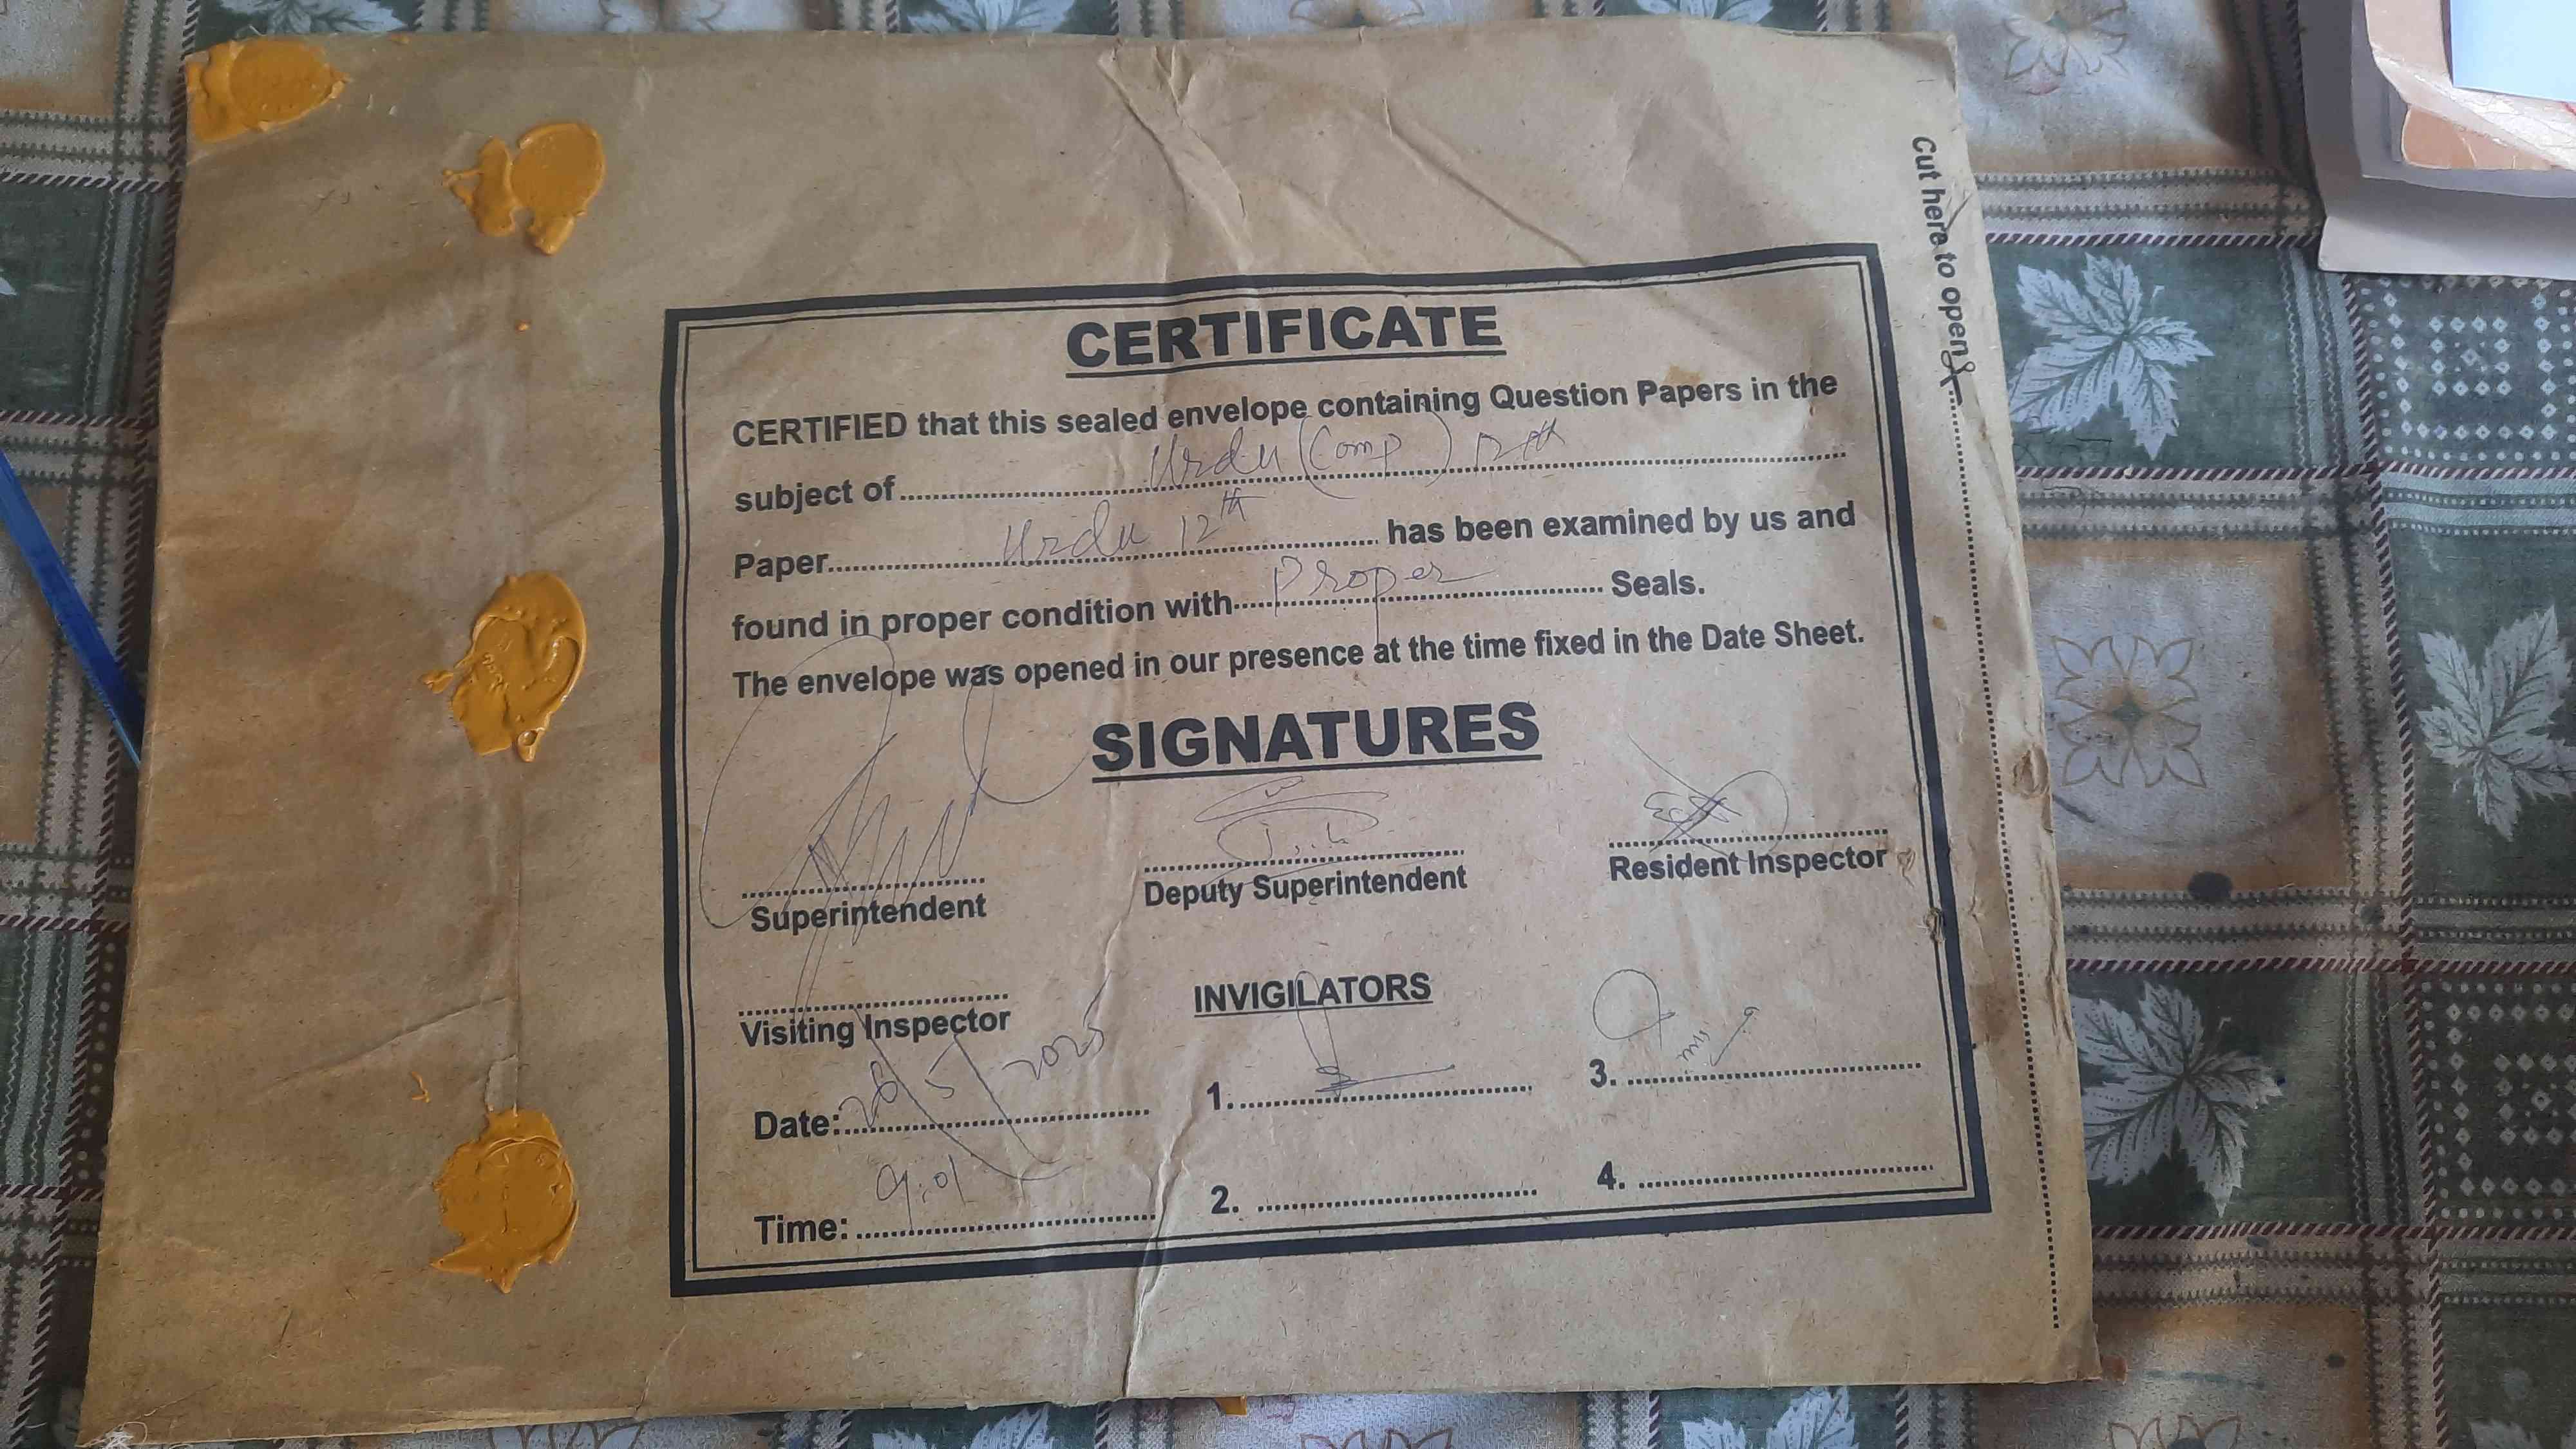 Cut here to open
CERTIFICATE
CERTIFIED that this sealed envelope containing Question Papers in the
subject of Urdu (Comp) 12th
Paper Urdu 12th has been examined by us and
found in proper condition with Proper Seals.
The envelope was opened in our presence at the time fixed in the Date Sheet.
SIGNATURES
Superintendent
Deputy Superintendent
Resident Inspector
Visiting Inspector
INVIGILATORS
Date: 26/5/2025
1.
3.
Time: 9:01
2.
4.